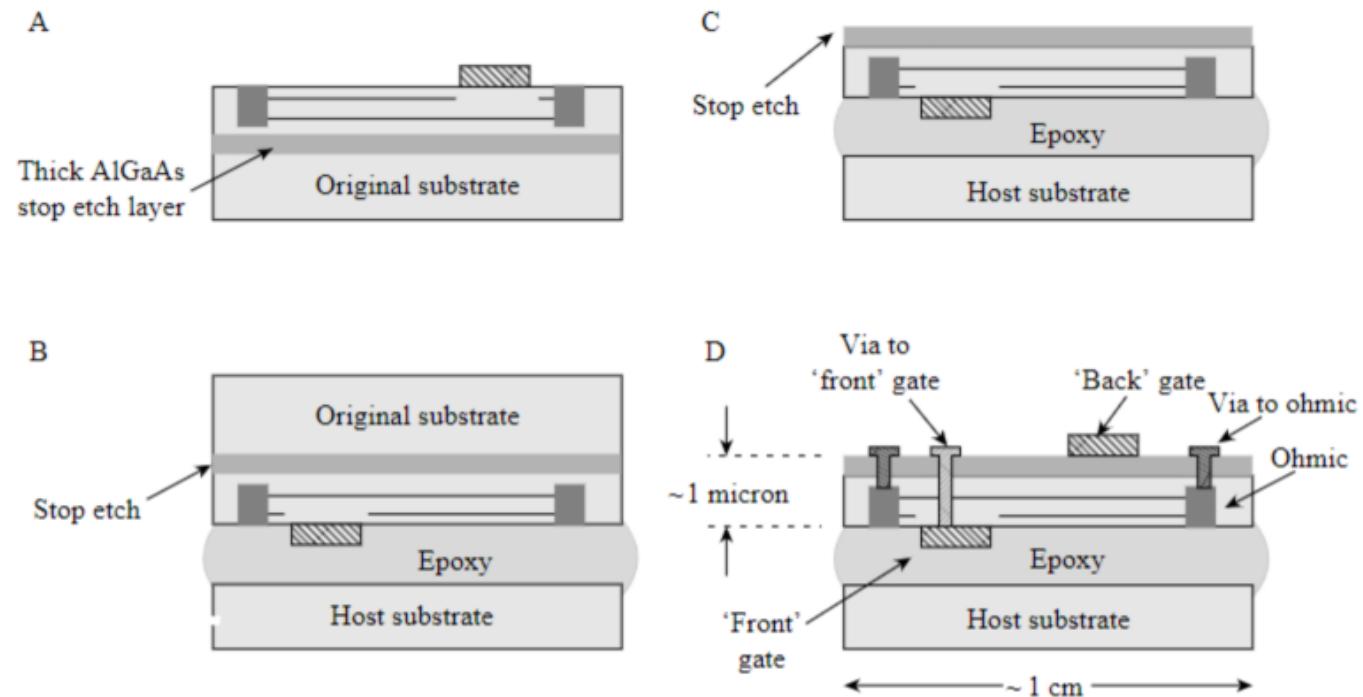 A
Thick AlGaAs
stop etch layer
Original substrate
B
Original substrate
Stop etch
Epoxy
Host substrate
C
Stop etch
Epoxy
Host substrate
D
Via to
‘front’ gate
‘Back’ gate
Via to ohmic
Ohmic
~1 micron
Epoxy
‘Front’
gate
Host substrate
~ 1 cm